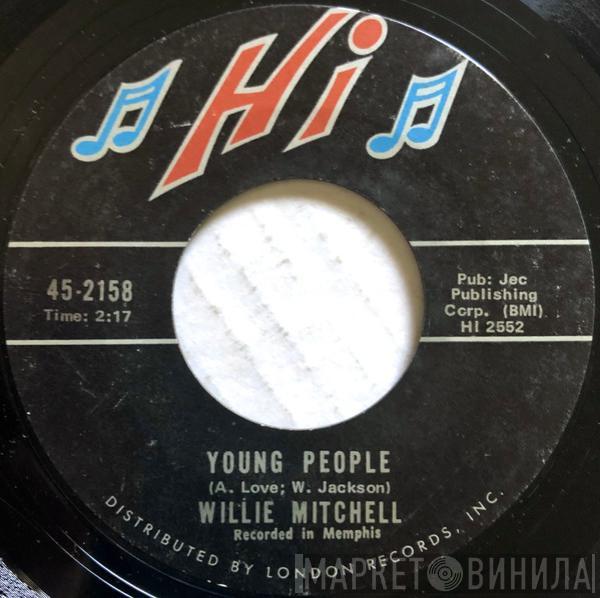 Hi
45-2158
Time: 2:17
Pub: Jec
Publishing
Corp. (BMI)
HI 2552
YOUNG PEOPLE
(A. Love; W. Jackson)
WILLIE MITCHELL
Recorded in Memphis
DISTRIBUTED BY LONDON RECORDS, INC.
МАРКЕТ ВИНИЛА